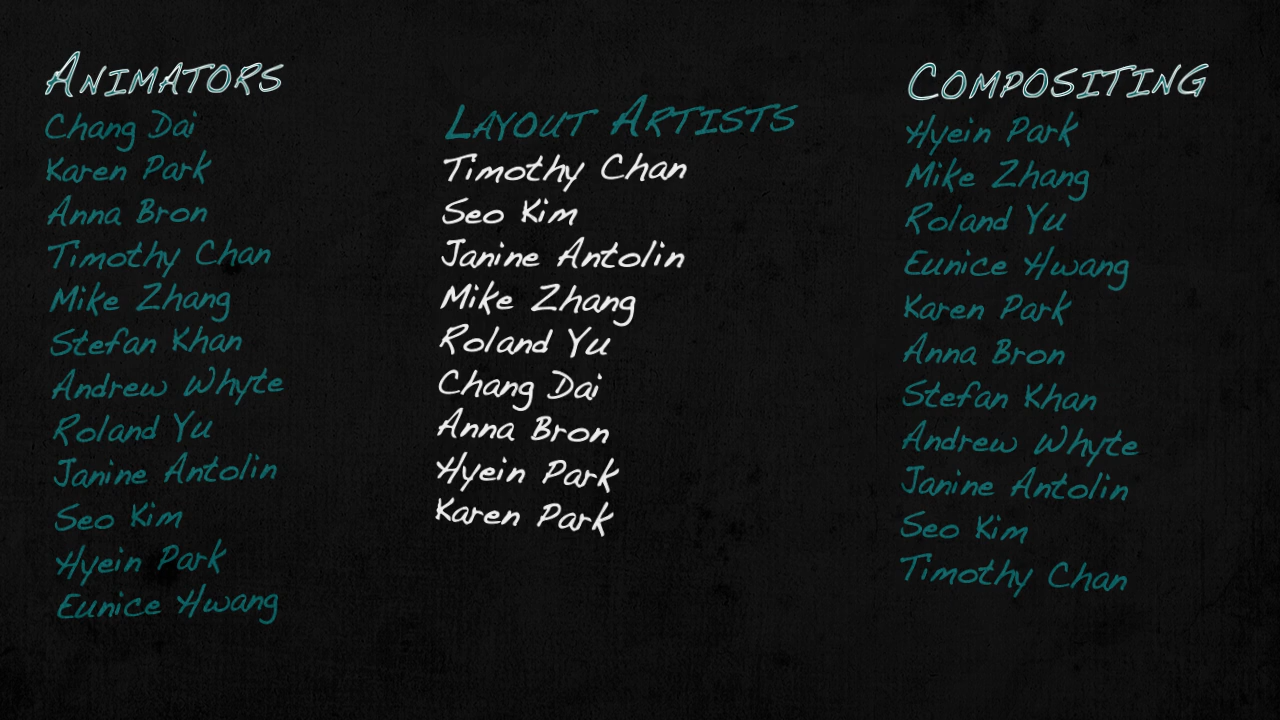 ANIMATORS
Chang Dai
Karen Park
Anna Bron
Timothy Chan
Mike Zhang
Stefan Khan
Andrew Whyte
Roland Yu
Janine Antolin
Seo Kim
Hyein Park
Eunice Hwang
LAYOUT ARTISTS
Timothy Chan
Seo Kim
Janine Antolin
Mike Zhang
Roland Yu
Chang Dai
Anna Bron
Hyein Park
Karen Park
COMPOSITING
Hyein Park
Mike Zhang
Roland Yu
Eunice Hwang
Karen Park
Anna Bron
Stefan Khan
Andrew Whyte
Janine Antolin
Seo Kim
Timothy Chan